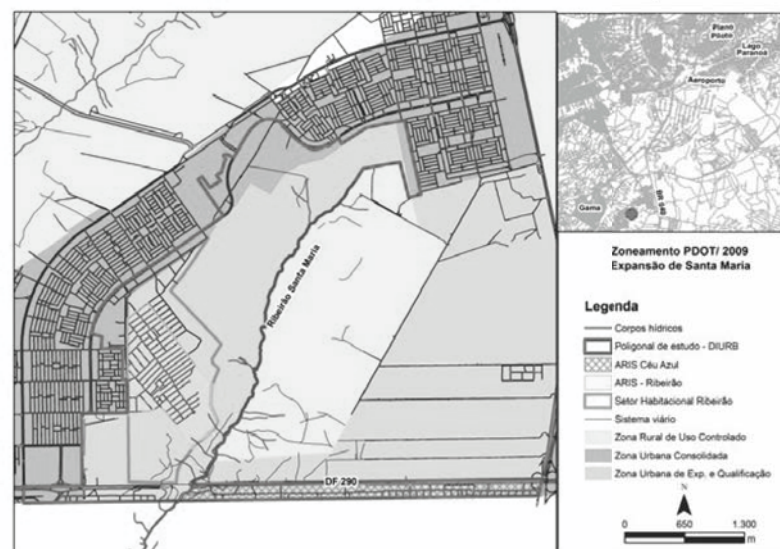 Plano
Piloto
Lago
Paranoá
Aeroporto
BR 040
Gama
Ribeirão Santa Maria
DF 290
Zoneamento PDOT/ 2009
Expansão de Santa Maria
Legenda
Corpos hídricos
Poligonal de estudo - DIURB
ARIS Céu Azul
ARIS - Ribeirão
Setor Habitacional Ribeirão
Sistema viário
Zona Rural de Uso Controlado
Zona Urbana Consolidada
Zona Urbana de Exp. e Qualificação
N
0 650 1.300
m